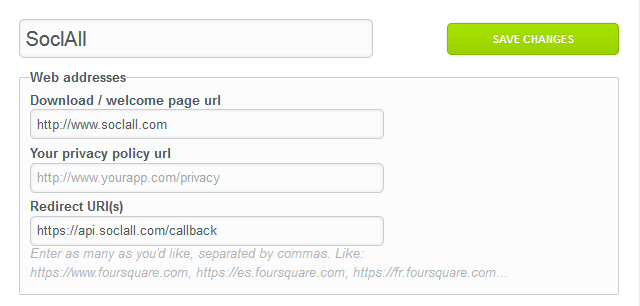 SoclAll
SAVE CHANGES
Web addresses
Download / welcome page url
http://www.soclall.com
Your privacy policy url
http://www.yourapp.com/privacy
Redirect URI(s)
https://api.soclall.com/callback
Enter as many as you'd like, separated by commas. Like:
https://www.foursquare.com, https://es.foursquare.com, https://fr.foursquare.com...